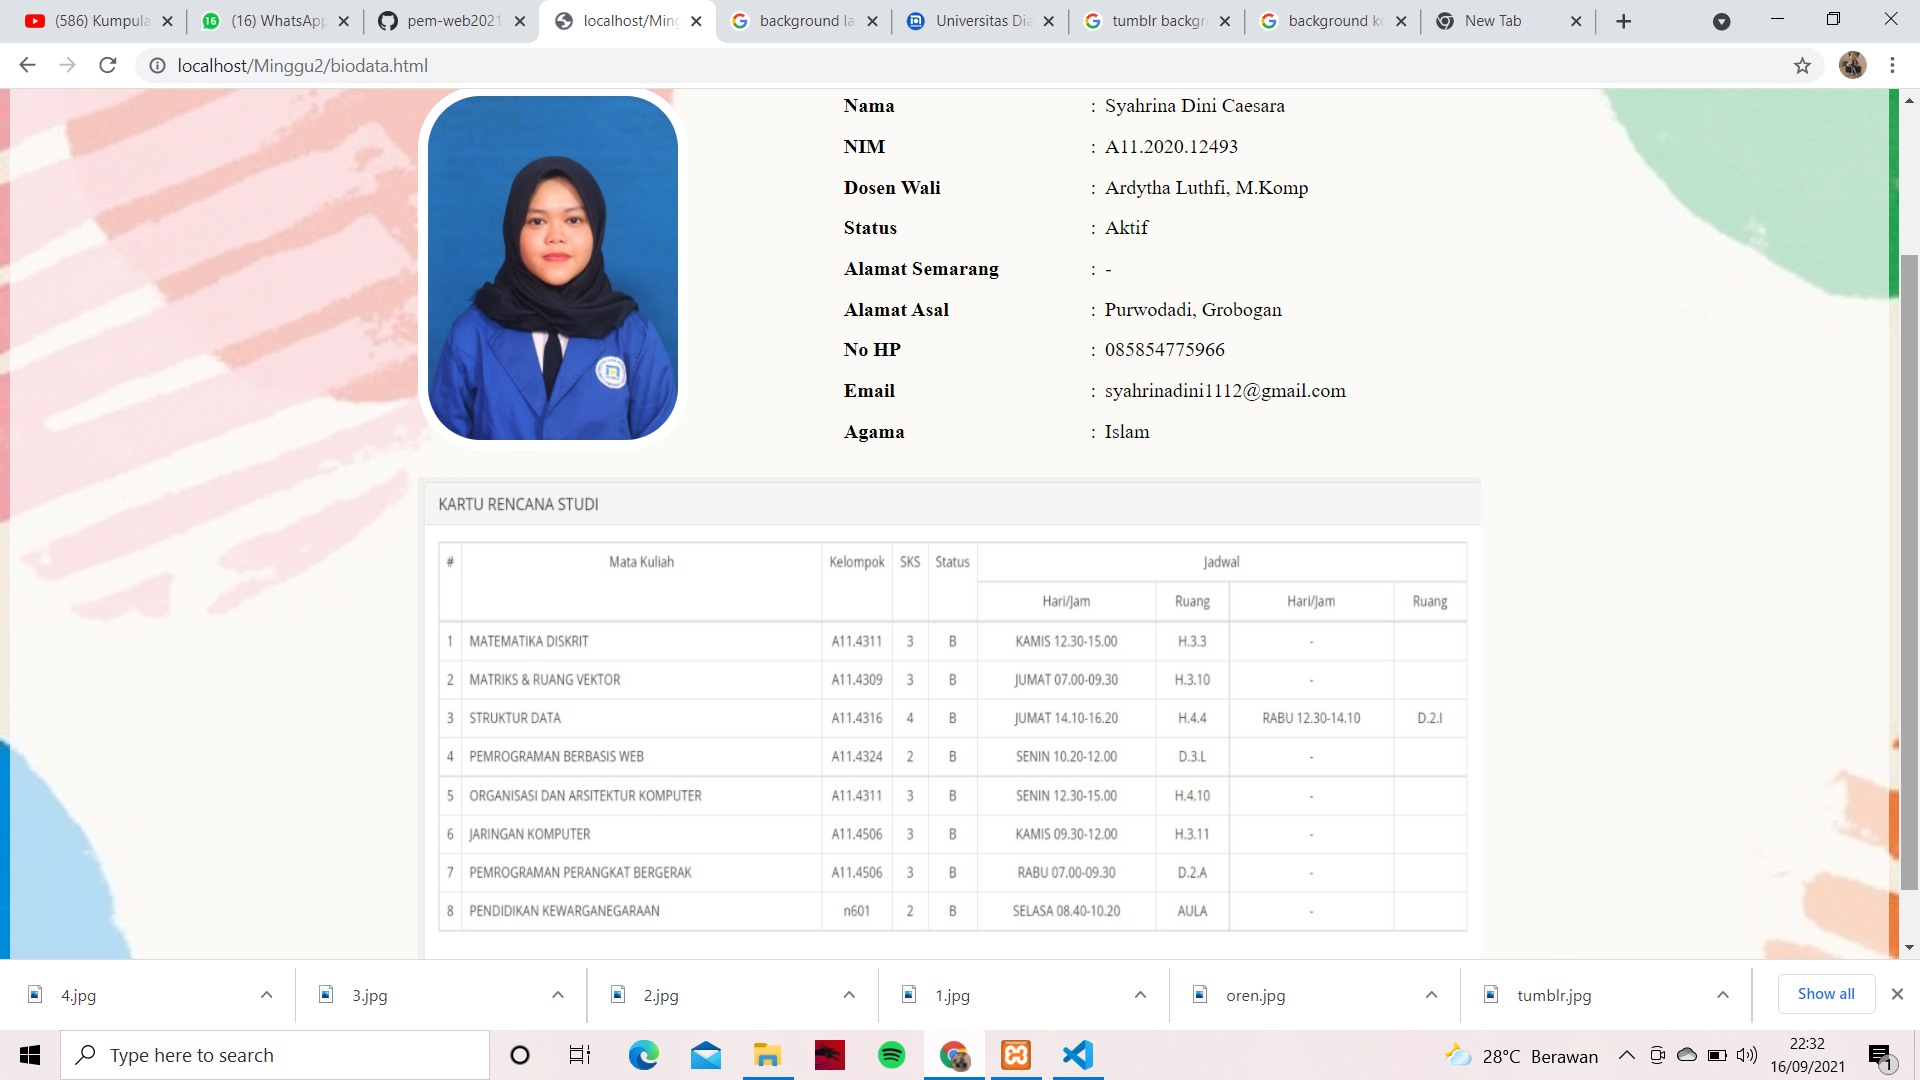 (586) Kumpula
(16) WhatsApp
pem-web2021
localhost/Ming
background la
Universitas Dia
tumblr backgr
background ko
New Tab
localhost/Minggu2/biodata.html
Nama : Syahrina Dini Caesara
NIM : A11.2020.12493
Dosen Wali : Ardytha Luthfi, M.Komp
Status : Aktif
Alamat Semarang : -
Alamat Asal : Purwodadi, Grobogan
No HP : 085854775966
Email : syahrinadini1112@gmail.com
Agama : Islam
KARTU RENCANA STUDI
# Mata Kuliah Kelompok SKS Status Jadwal
Hari/Jam Ruang Hari/Jam Ruang
1 MATEMATIKA DISKRIT A11.4311 3 B KAMIS 12.30-15.00 H.3.3 -
2 MATRIKS & RUANG VEKTOR A11.4309 3 B JUMAT 07.00-09.30 H.3.10 -
3 STRUKTUR DATA A11.4316 4 B JUMAT 14.10-16.20 H.4.4 RABU 12.30-14.10 D.2.I
4 PEMROGRAMAN BERBASIS WEB A11.4324 2 B SENIN 10.20-12.00 D.3.L -
5 ORGANISASI DAN ARSITEKTUR KOMPUTER A11.4311 3 B SENIN 12.30-15.00 H.4.10 -
6 JARINGAN KOMPUTER A11.4506 3 B KAMIS 09.30-12.00 H.3.11 -
7 PEMROGRAMAN PERANGKAT BERGERAK A11.4506 3 B RABU 07.00-09.30 D.2.A -
8 PENDIDIKAN KEWARGANEGARAAN n601 2 B SELASA 08.40-10.20 AULA -
4.jpg
3.jpg
2.jpg
1.jpg
oren.jpg
tumblr.jpg
Show all
Type here to search
28°C Berawan
22:32
16/09/2021
1